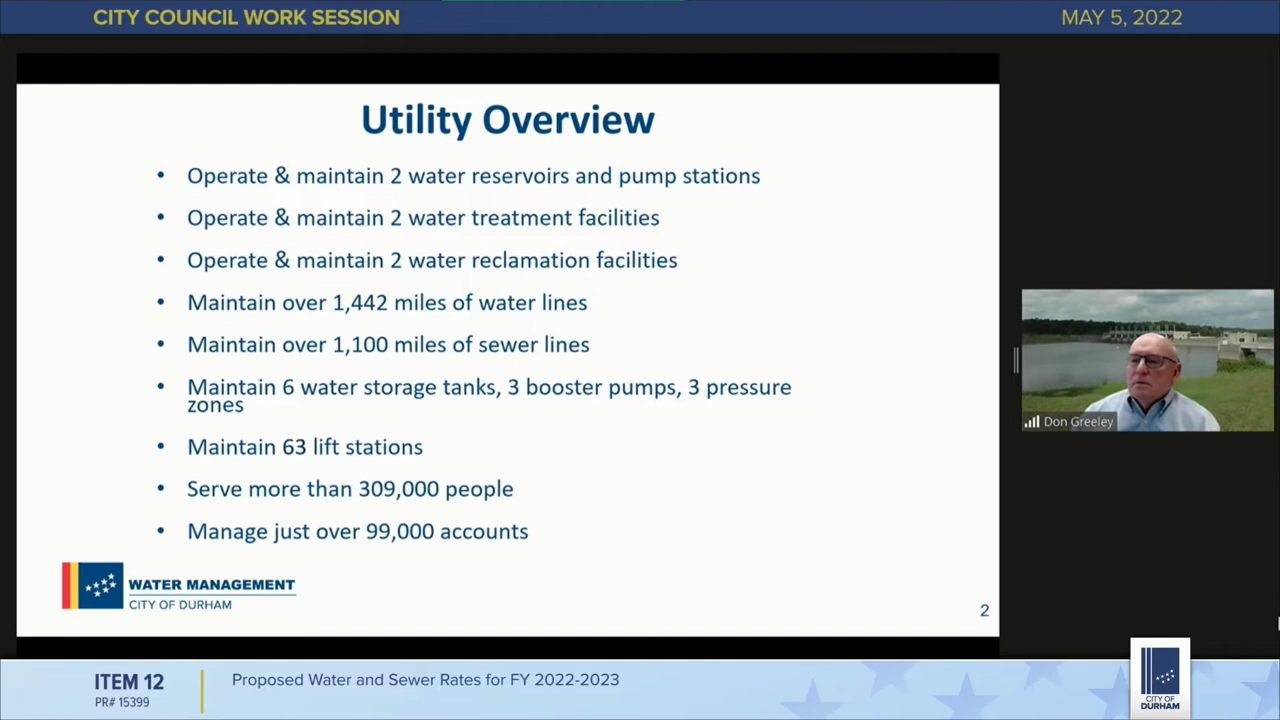 CITY COUNCIL WORK SESSION
MAY 5, 2022
Utility Overview
• Operate & maintain 2 water reservoirs and pump stations
• Operate & maintain 2 water treatment facilities
• Operate & maintain 2 water reclamation facilities
• Maintain over 1,442 miles of water lines
• Maintain over 1,100 miles of sewer lines
• Maintain 6 water storage tanks, 3 booster pumps, 3 pressure
zones
• Maintain 63 lift stations
• Serve more than 309,000 people
• Manage just over 99,000 accounts
WATER MANAGEMENT
CITY OF DURHAM
2
Don Greeley
ITEM 12
PR# 15399
Proposed Water and Sewer Rates for FY 2022-2023
CITY OF
DURHAM